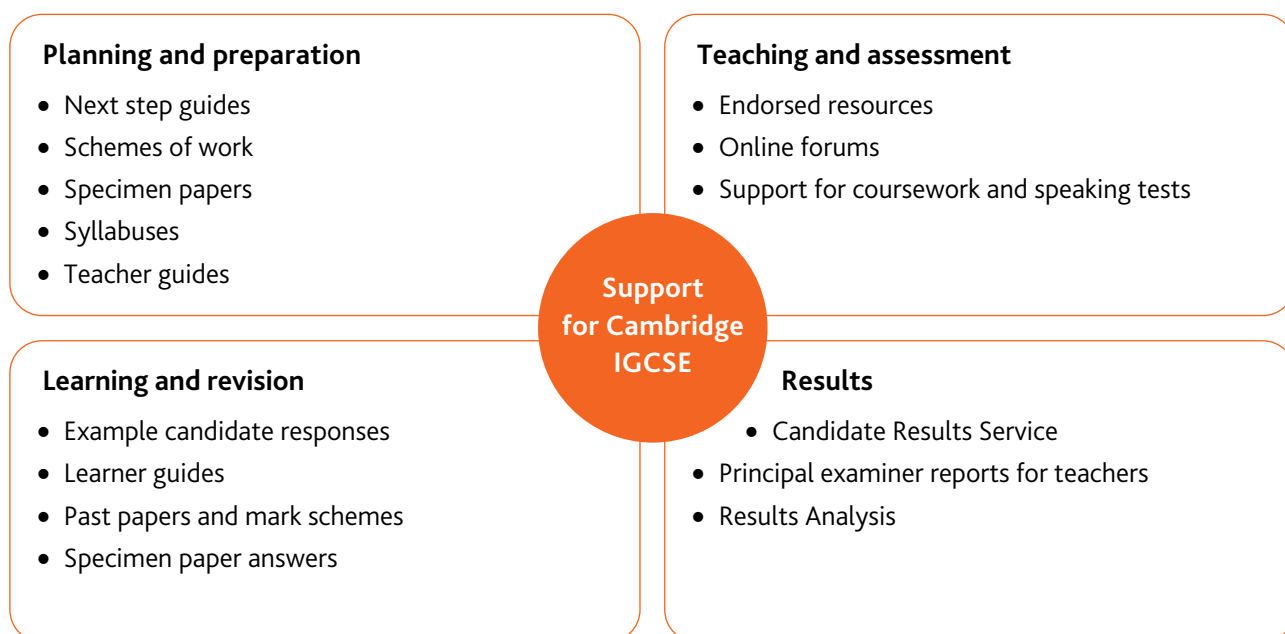 Planning and preparation
• Next step guides
• Schemes of work
• Specimen papers
• Syllabuses
• Teacher guides
Teaching and assessment
• Endorsed resources
• Online forums
• Support for coursework and speaking tests
Support
for Cambridge
IGCSE
Learning and revision
• Example candidate responses
• Learner guides
• Past papers and mark schemes
• Specimen paper answers
Results
• Candidate Results Service
• Principal examiner reports for teachers
• Results Analysis